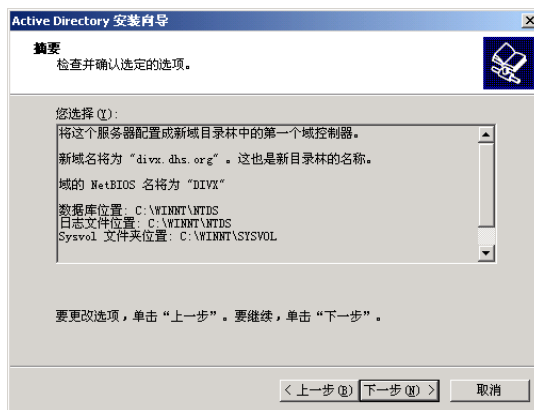 Active Directory 安装向导
摘要
检查并确认选定的选项。
您选择(Y):
将这个服务器配置成新域目录林中的第一个域控制器。
新域名将为“divx.dhs.org”。这也是新目录林的名称。
域的 NetBIOS 名将为“DIVX”
数据库位置: C:\WINNT\NTDS
日志文件位置: C:\WINNT\NTDS
Sysvol 文件夹位置: C:\WINNT\SYSVOL
要更改选项，单击“上一步”。要继续，单击“下一步”。
< 上一步(B) 下一步(N) > 取消